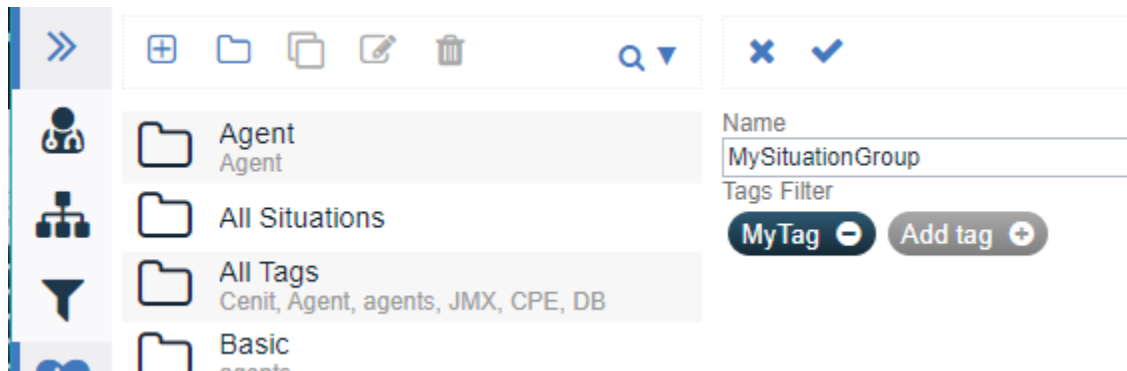 Agent
Agent
All Situations
All Tags
Cenit, Agent, agents, JMX, CPE, DB
Basic
agents
Name
MySituationGroup
Tags Filter
MyTag
Add tag